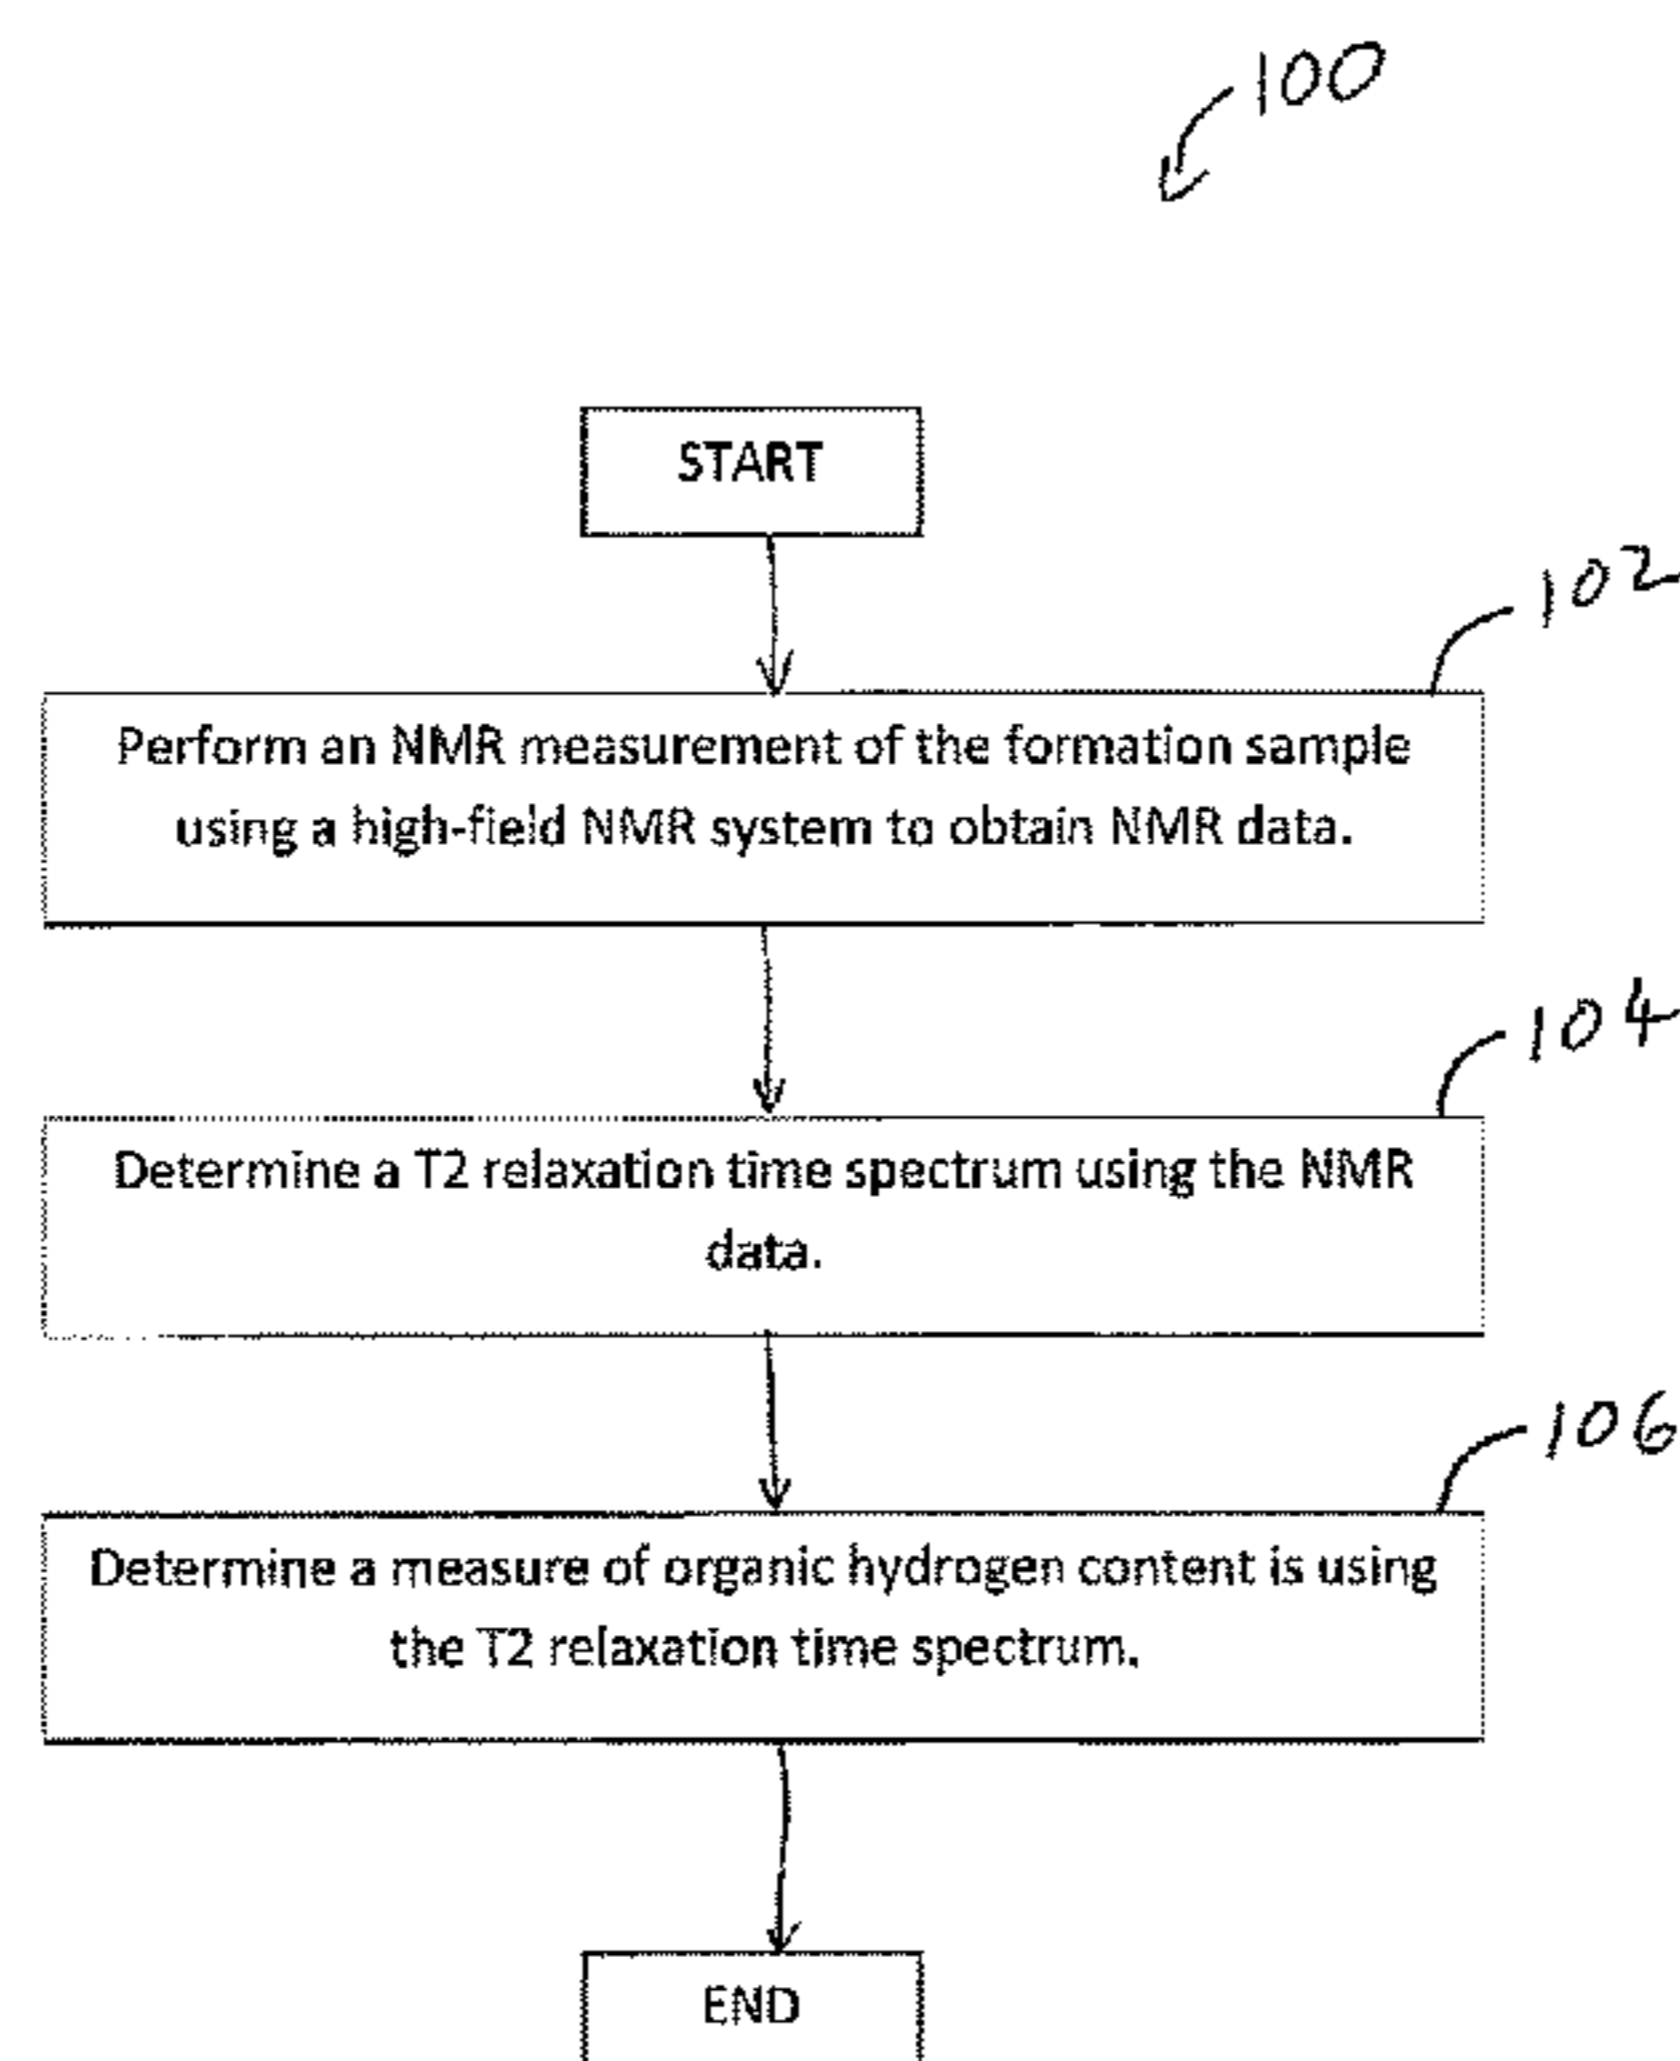 100
START
102
Perform an NMR measurement of the formation sample
using a high-field NMR system to obtain NMR data.
104
Determine a T2 relaxation time spectrum using the NMR
data.
106
Determine a measure of organic hydrogen content is using
the T2 relaxation time spectrum.
END